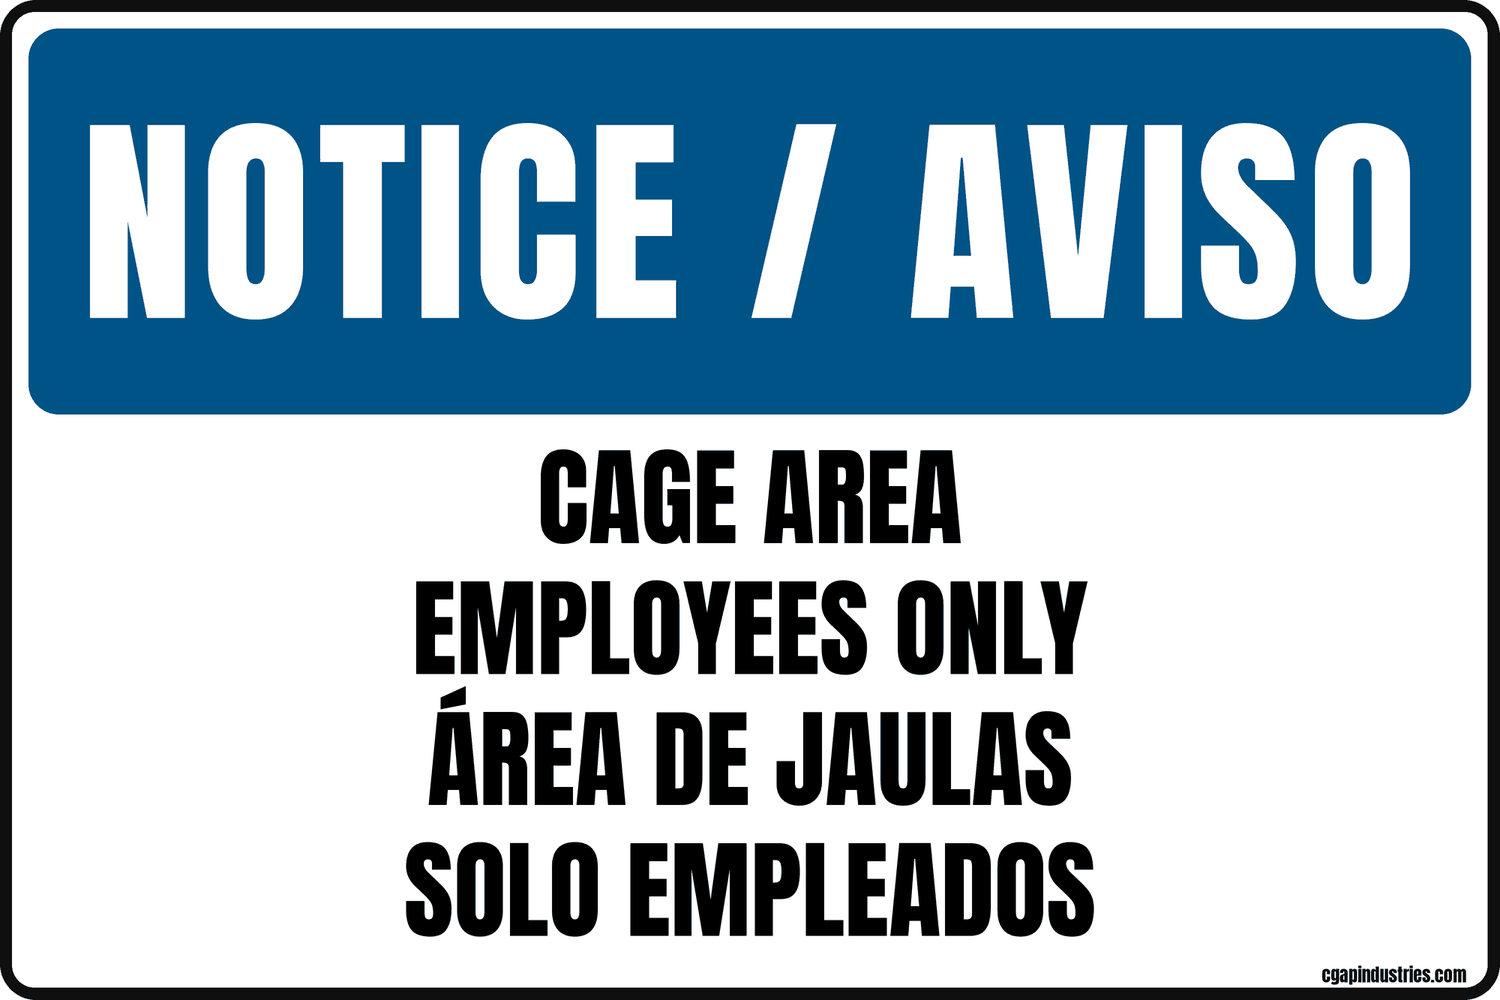 NOTICE / AVISO
CAGE AREA
EMPLOYEES ONLY
ÁREA DE JAULAS
SOLO EMPLEADOS
cgapindustries.com